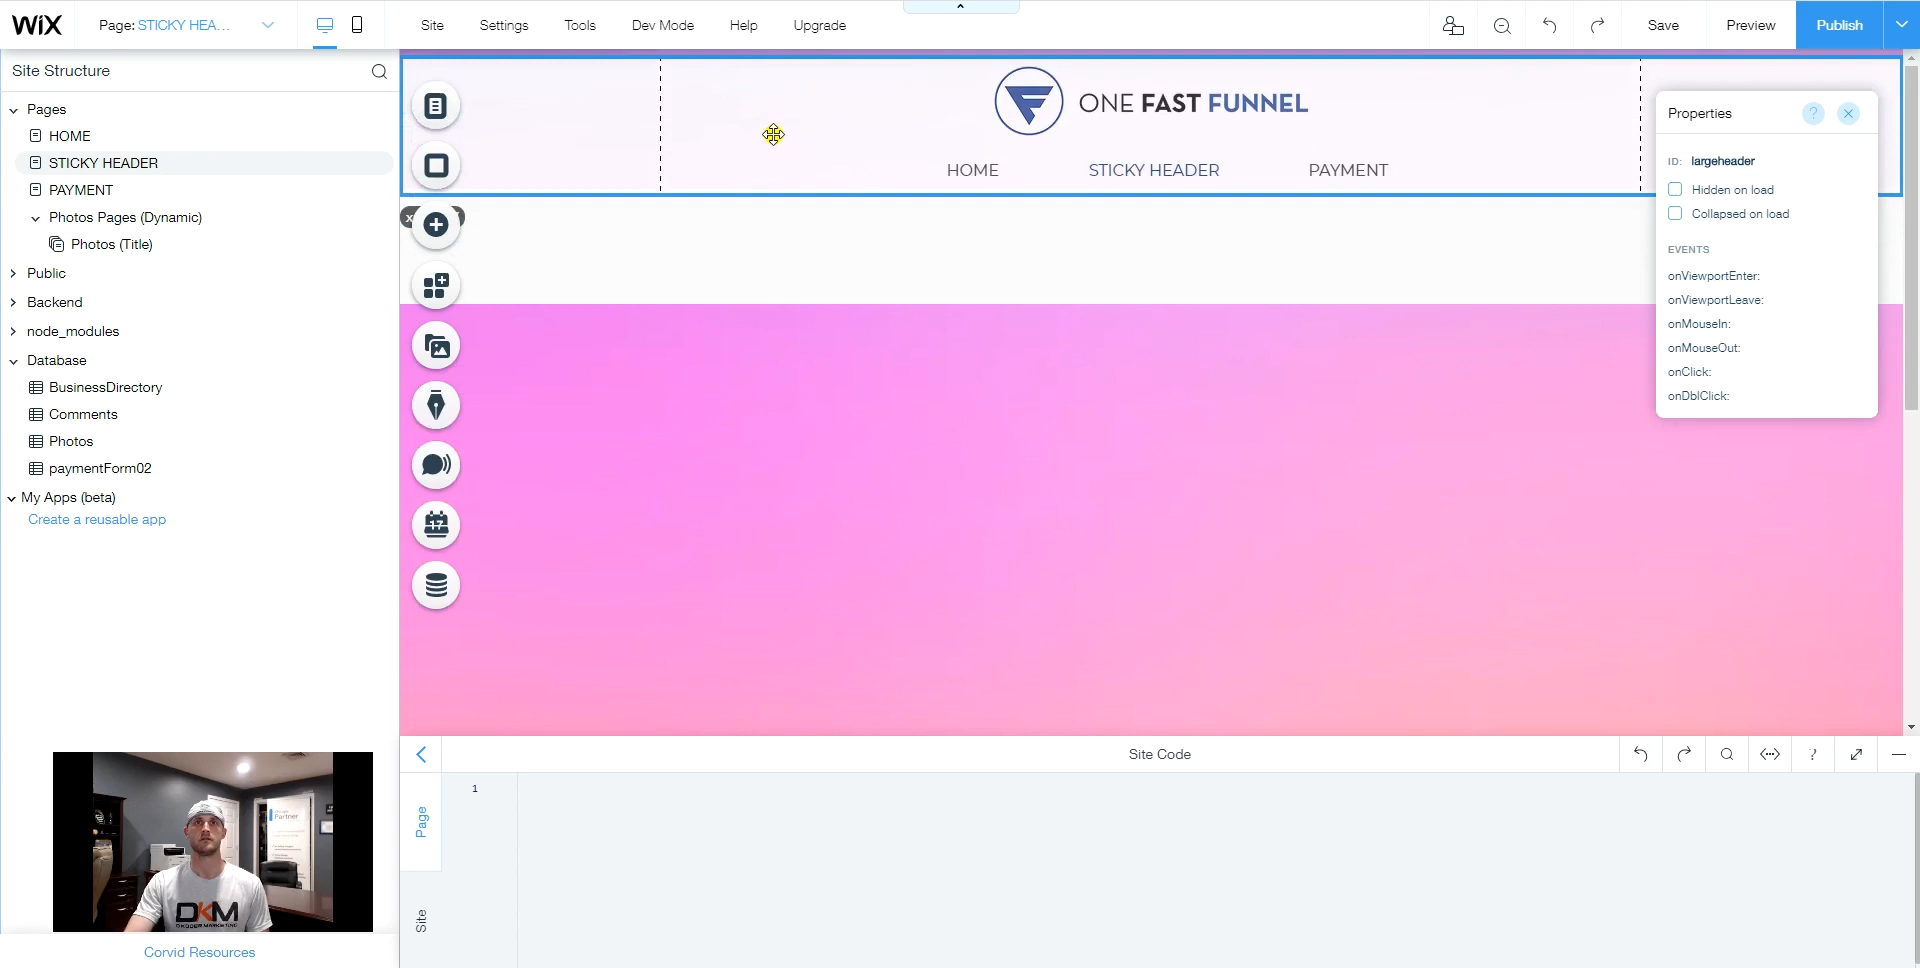 WiX
Page: STICKY HEA...
Site
Settings
Tools
Dev Mode
Help
Upgrade
Save
Preview
Publish
Site Structure
Pages
HOME
STICKY HEADER
PAYMENT
Photos Pages (Dynamic)
Photos (Title)
Public
Backend
node_modules
Database
BusinessDirectory
Comments
Photos
paymentForm02
My Apps (beta)
Create a reusable app
Corvid Resources
ONE FAST FUNNEL
HOME
STICKY HEADER
PAYMENT
x
17
Properties
?
ID: largeheader
Hidden on load
Collapsed on load
EVENTS
onViewportEnter:
onViewportLeave:
onMouseIn:
onMouseOut:
onClick:
onDblClick:
Site Code
?
Page
1
Site
Partner
DKM